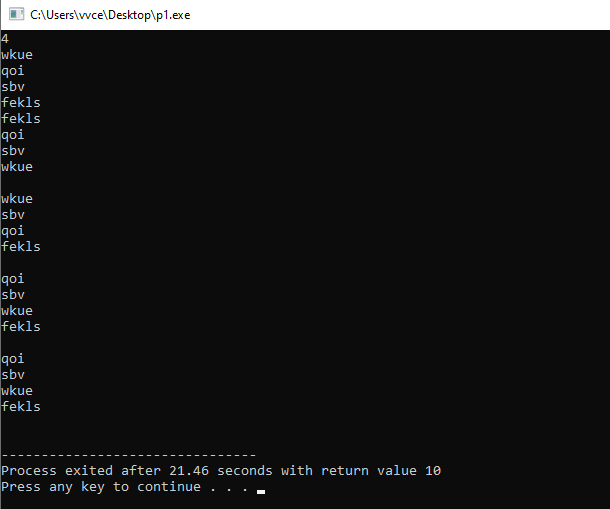 C:\Users\vvce\Desktop\p1.exe
4
wkue
qoi
sbv
fekls
fekls
qoi
sbv
wkue
wkue
sbv
qoi
fekls
qoi
sbv
wkue
fekls
qoi
sbv
wkue
fekls
--------------------------------
Process exited after 21.46 seconds with return value 10
Press any key to continue . . .